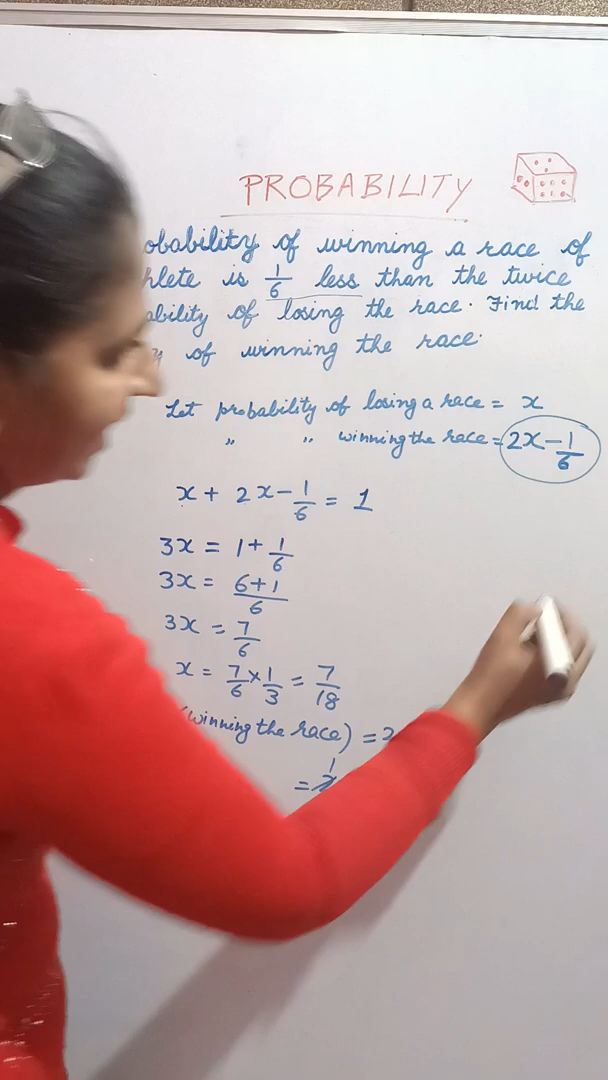 PROBABILITY
obability of winning a race of
hlete is 1/6 less than the twice
ability of losing the race. Find the
y of winning the race.
Let probability of losing a race = x
" " winning the race = 2x - 1/6
x + 2x - 1/6 = 1
3x = 1 + 1/6
3x = 6+1/6
3x = 7/6
x = 7/6 × 1/3 = 7/18
(winning the race) = 2
= 1